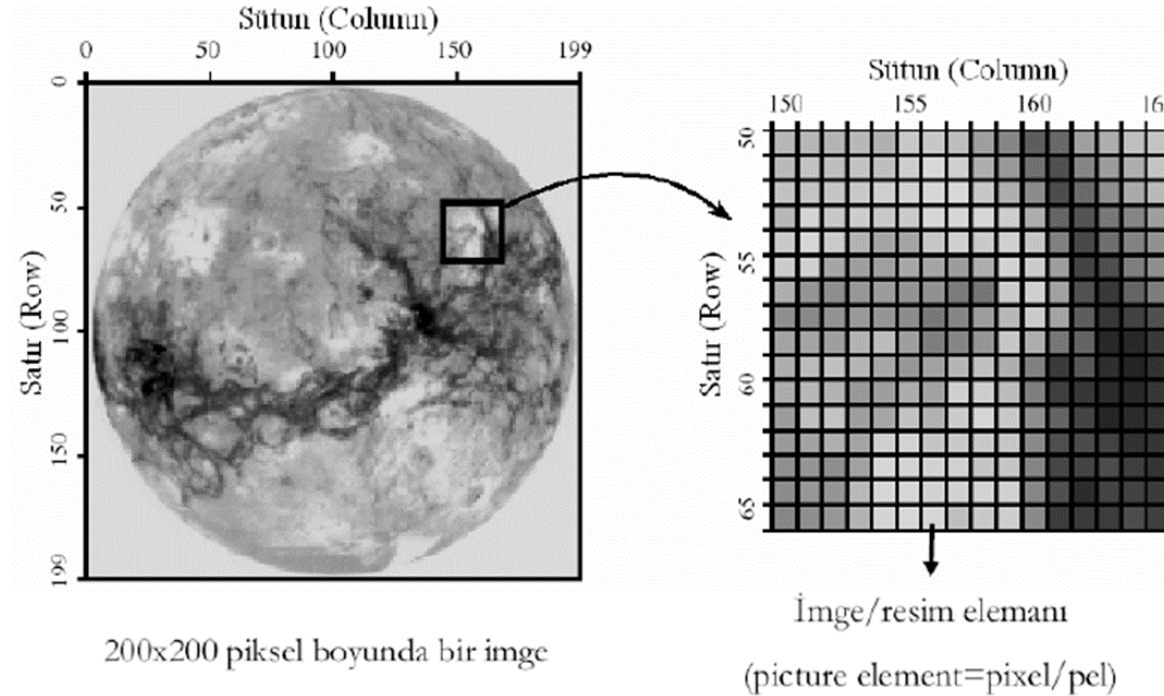 Sütun (Column)
0 50 100 150 199
Satır (Row)
0
50
100
150
199
200x200 piksel boyunda bir imge
Sütun (Column)
150 155 160 16
Satır (Row)
50
55
60
65
İmge/resim elemanı
(picture element=pixel/pel)